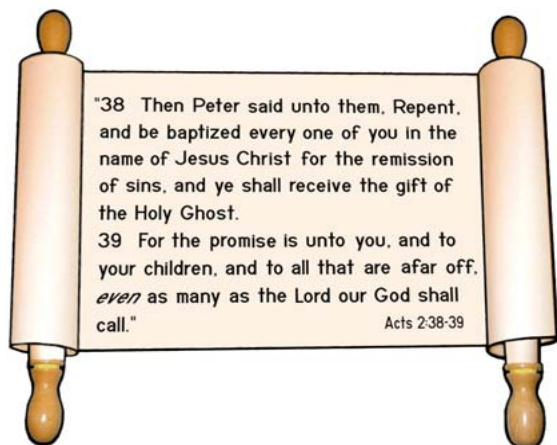 "38 Then Peter said unto them, Repent,
and be baptized every one of you in the
name of Jesus Christ for the remission
of sins, and ye shall receive the gift of
the Holy Ghost.
39 For the promise is unto you, and to
your children, and to all that are afar off,
even as many as the Lord our God shall
call."
Acts 2:38-39